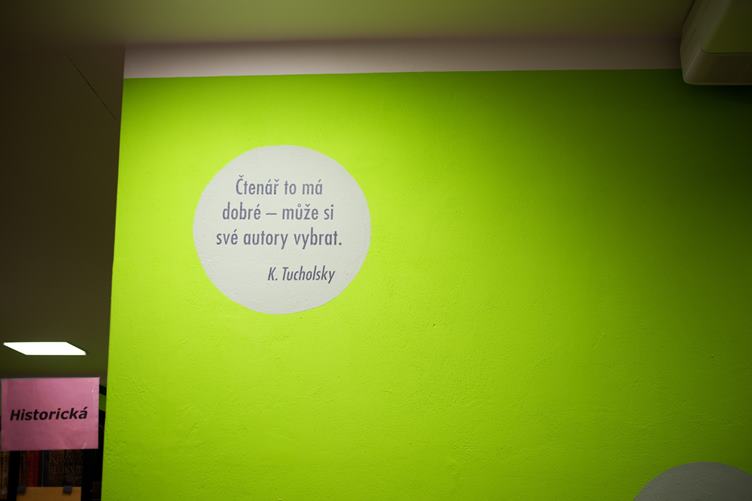 Čtenář to má
dobré – může si
své autory vybrat.
K. Tucholsky
Historická